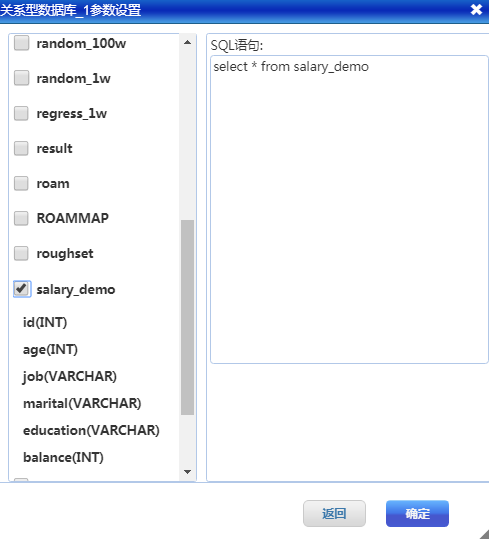 关系型数据库_1参数设置
random_100w
random_1w
regress_1w
result
roam
ROAMMAP
roughset
salary_demo
id(INT)
age(INT)
job(VARCHAR)
marital(VARCHAR)
education(VARCHAR)
balance(INT)
SQL语句:
select * from salary_demo
返回
确定